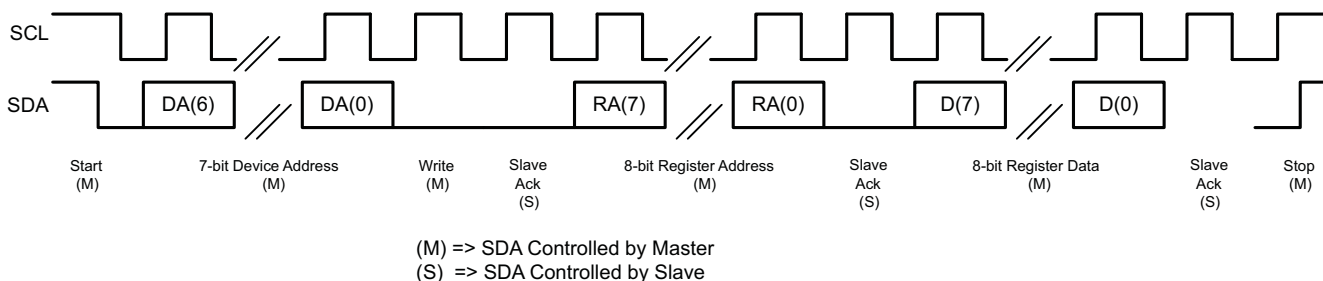 SCL
SDA DA(6) DA(0) RA(7) RA(0) D(7) D(0)
Start 7-bit Device Address Write Slave 8-bit Register Address Slave 8-bit Register Data Slave Stop
(M) (M) (M) Ack (M) Ack (M) Ack (M)
(S) (S) (S)
(M) => SDA Controlled by Master
(S) => SDA Controlled by Slave